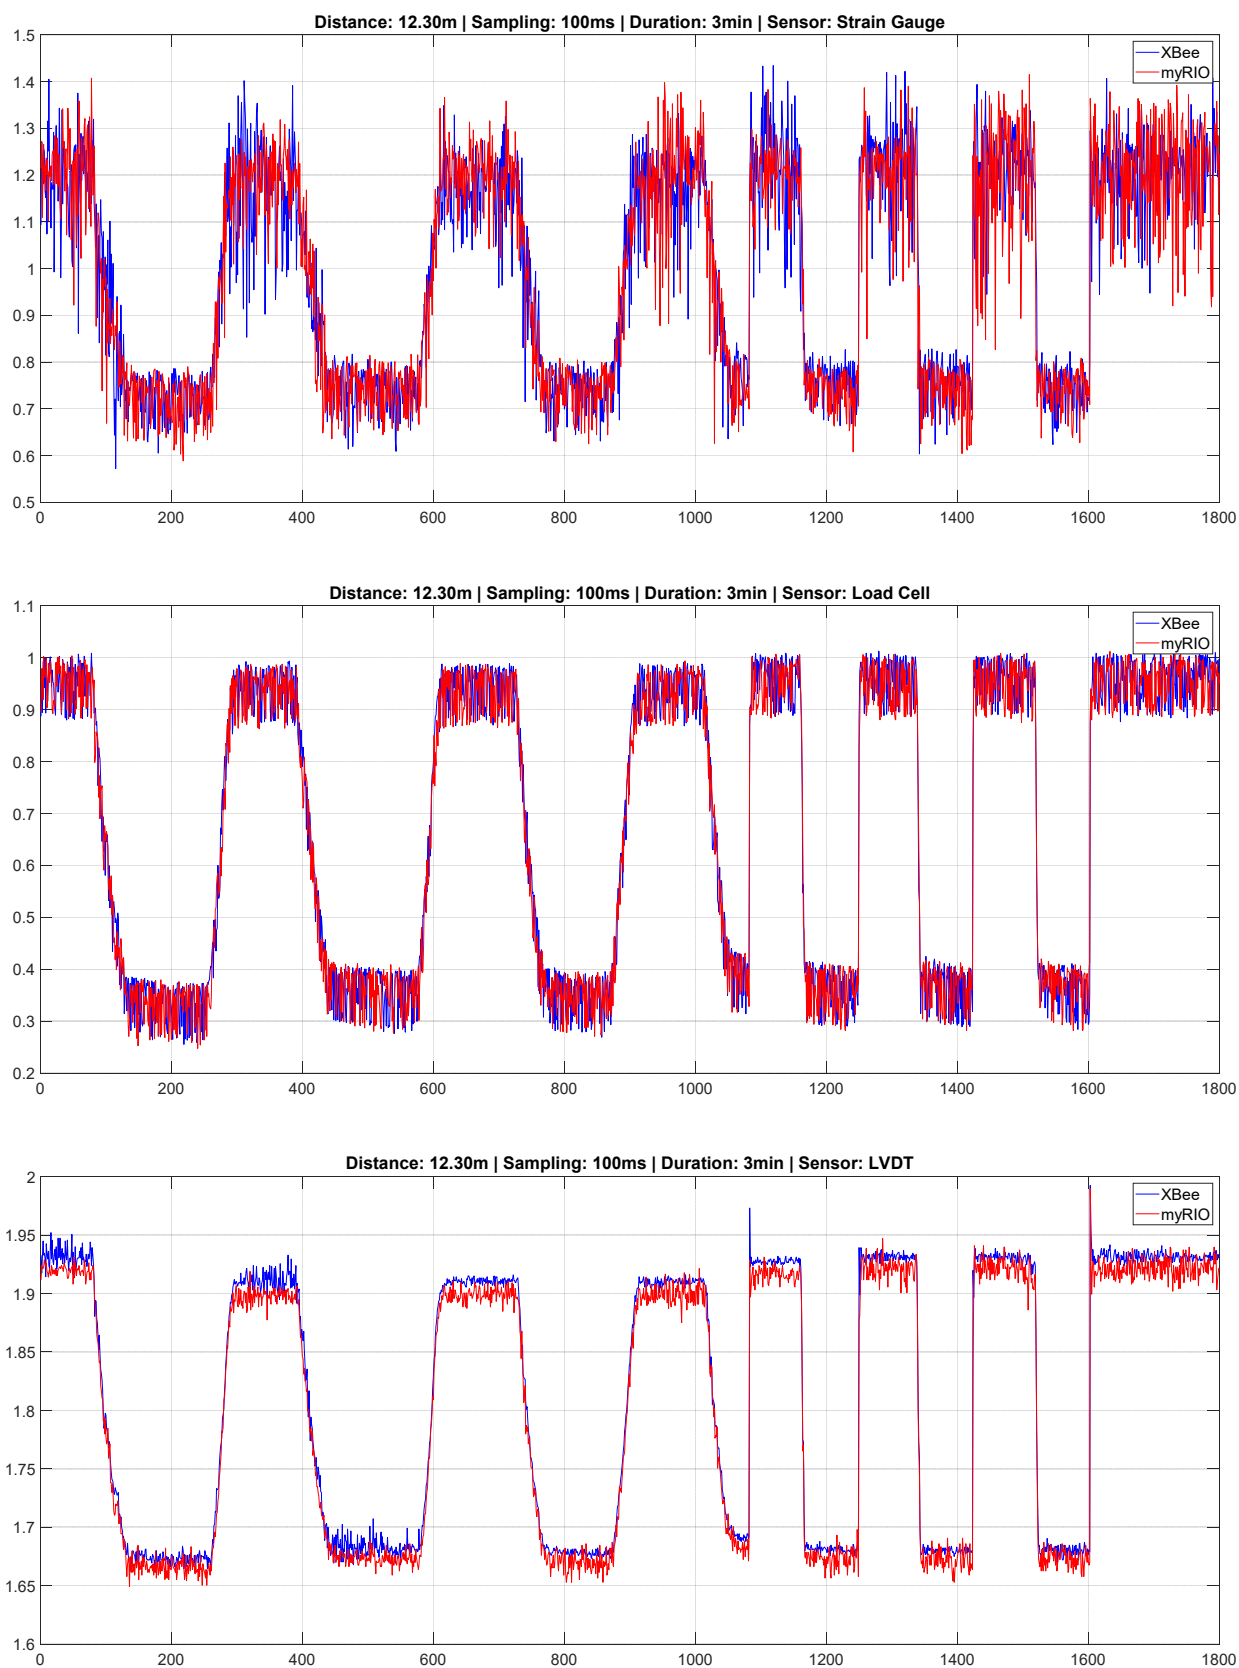 Distance: 12.30m | Sampling: 100ms | Duration: 3min | Sensor: Strain Gauge
1.5
XBee
myRIO
1.4
1.3
1.2
1.1
1
0.9
0.8
0.7
0.6
0.5
0 200 400 600 800 1000 1200 1400 1600 1800
Distance: 12.30m | Sampling: 100ms | Duration: 3min | Sensor: Load Cell
1.1
XBee
myRIO
1
0.9
0.8
0.7
0.6
0.5
0.4
0.3
0.2
0 200 400 600 800 1000 1200 1400 1600 1800
Distance: 12.30m | Sampling: 100ms | Duration: 3min | Sensor: LVDT
2
XBee
myRIO
1.95
1.9
1.85
1.8
1.75
1.7
1.65
1.6
0 200 400 600 800 1000 1200 1400 1600 1800